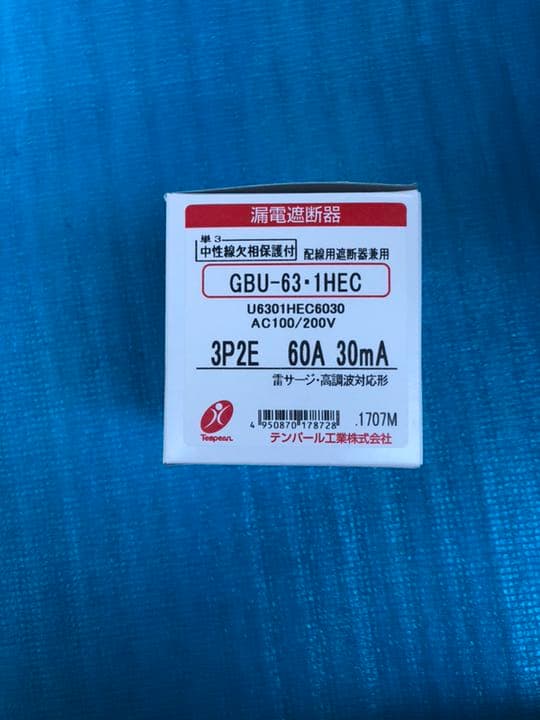 漏電遮断器
単3
中性線欠相保護付 配線用遮断器兼用
GBU-63・1HEC
U6301HEC6030
AC100/200V
3P2E 60A 30mA
雷サージ・高調波対応形
Tempearl
4 950870 178728 .1707M
テンパール工業株式会社